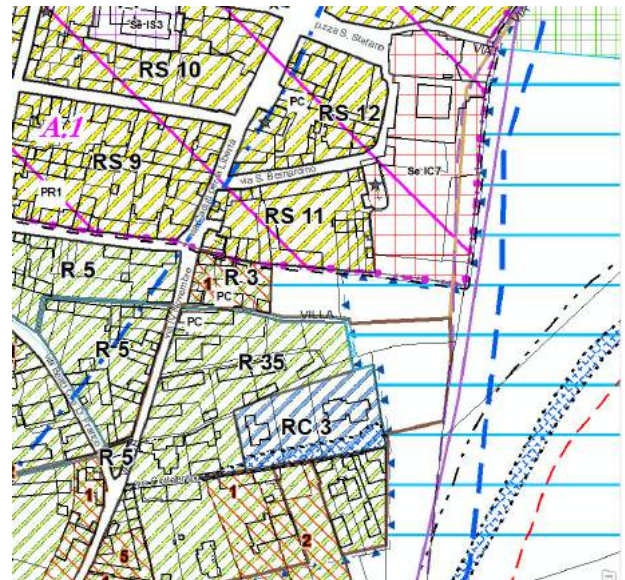 Se IS3
p.zza S. Stefano
VIA
VIA
RS 10
PC
RS 12
A.1
RS 9
PR1
via S. Bernardino
Se IC7
RS 11
R 5
R 3
1
PC
VILLA
PC
R 5
R 35
RC 3
R 5
1
1
2
5